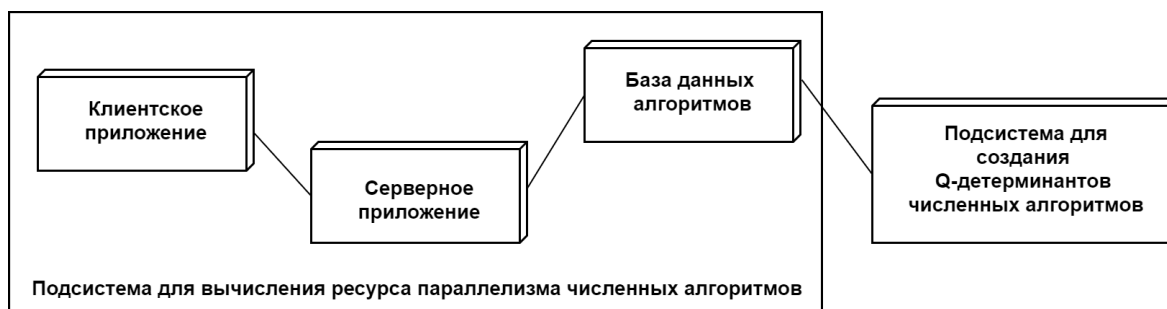 Клиентское
приложение
Серверное
приложение
База данных
алгоритмов
Подсистема для
создания
Q-детерминантов
численных алгоритмов
Подсистема для вычисления ресурса параллелизма численных алгоритмов